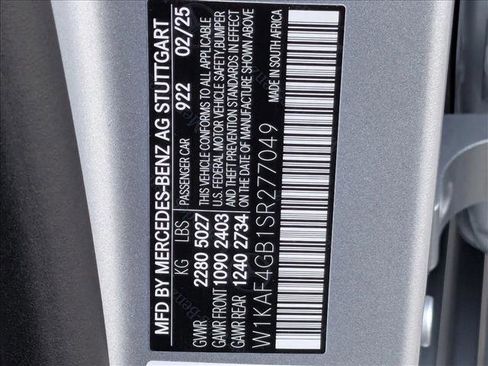 MFD BY MERCEDES-BENZ AG STUTTGART
KG LBS PASSENGER CAR 922 02/25
GVWR 2280 5027 THIS VEHICLE CONFORMS TO ALL APPLICABLE
GAWR FRONT 1090 2403 U.S. FEDERAL MOTOR VEHICLE SAFETY, BUMPER
GAWR REAR 1240 2734 AND THEFT PREVENTION STANDARDS IN EFFECT
ON THE DATE OF MANUFACTURE SHOWN ABOVE
W1KAF4GB1SR277049 MADE IN SOUTH AFRICA